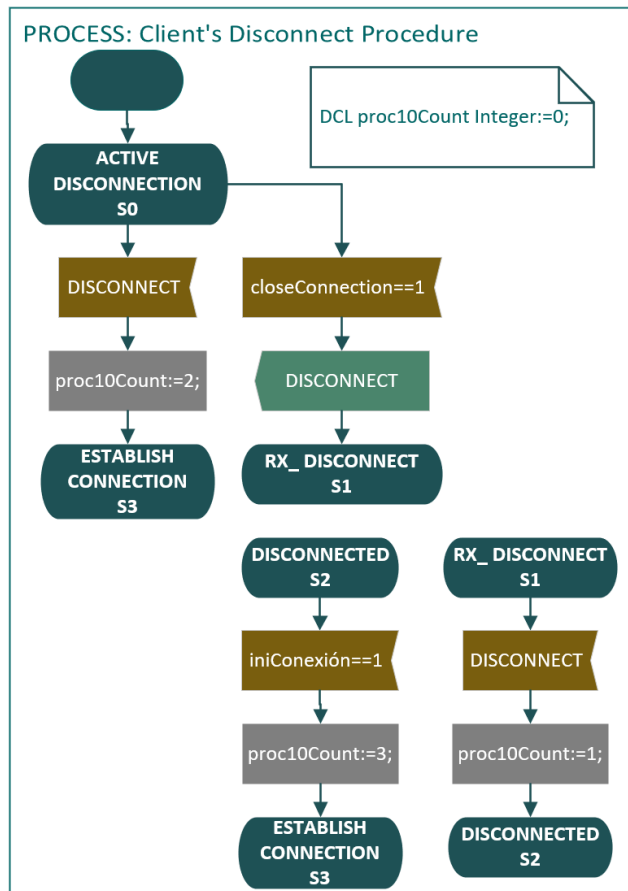 PROCESS: Client's Disconnect Procedure
DCL proc10Count Integer:=0;
ACTIVE
DISCONNECTION
S0
DISCONNECT
closeConnection==1
proc10Count:=2;
DISCONNECT
ESTABLISH
CONNECTION
S3
RX_ DISCONNECT
S1
DISCONNECTED
S2
RX_ DISCONNECT
S1
iniConexión==1
DISCONNECT
proc10Count:=3;
proc10Count:=1;
ESTABLISH
CONNECTION
S3
DISCONNECTED
S2